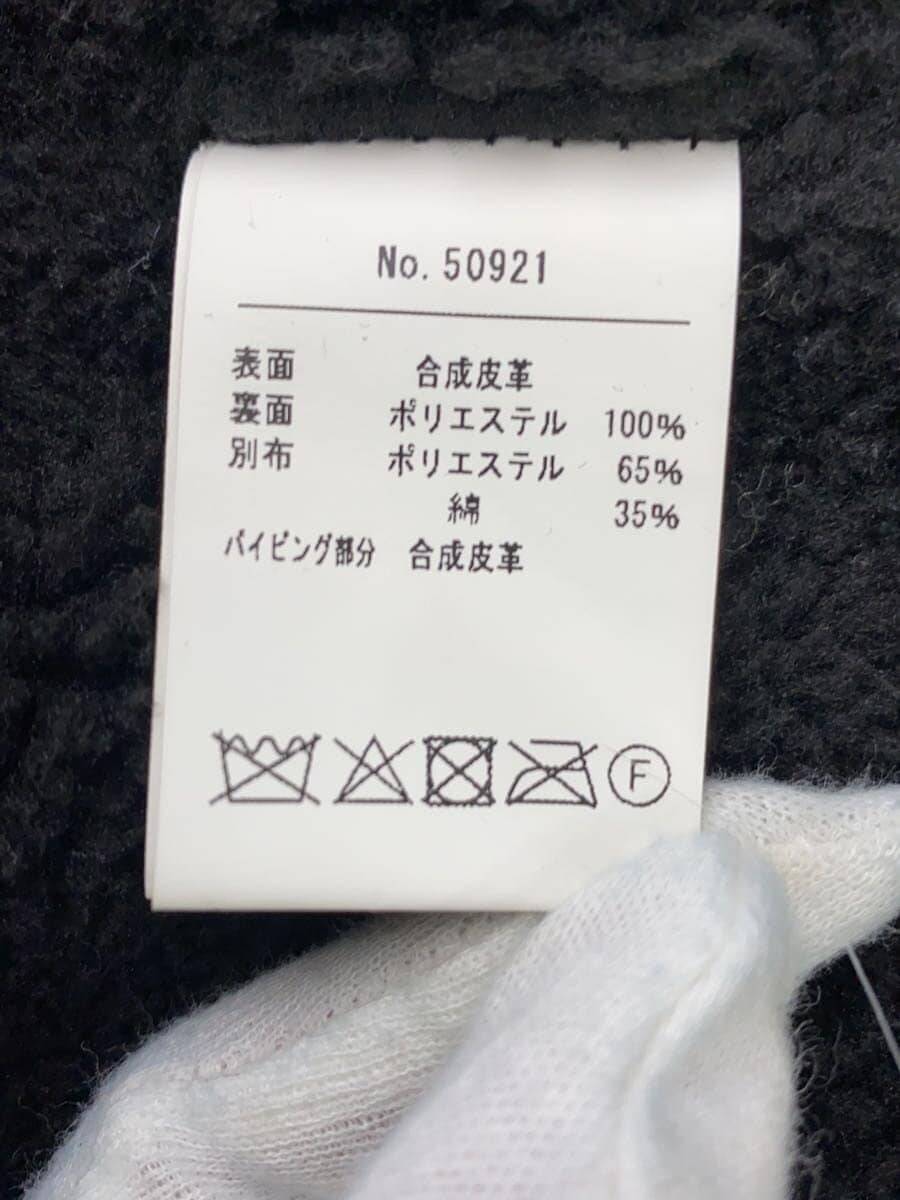 No. 50921
表面 合成皮革
裏面 ポリエステル 100%
別布 ポリエステル 65%
綿 35%
パイピング部分 合成皮革
F